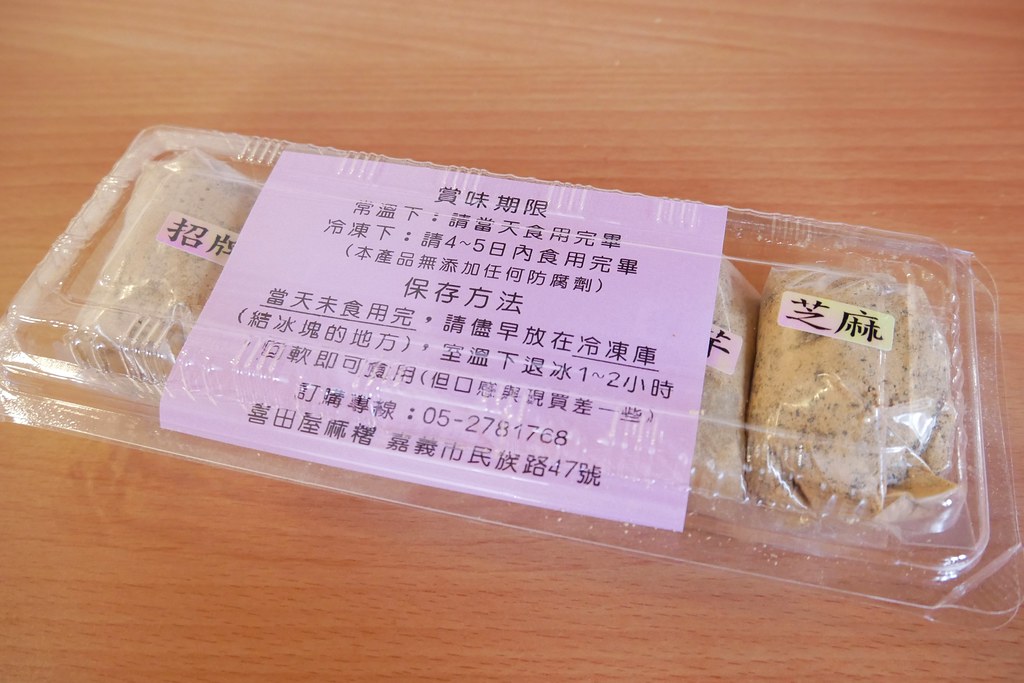 賞味期限
常溫下：請當天食用完畢
冷凍下：請4~5日內食用完畢
(本產品無添加任何防腐劑)
保存方法
當天未食用完，請儘早放在冷凍庫
(結冰塊的地方)，室溫下退冰1~2小時
回軟即可食用(但口感與現買差一些)
訂購專線：05-2781768
喜田屋麻糬 嘉義市民族路47號
招牌
芋
芝麻